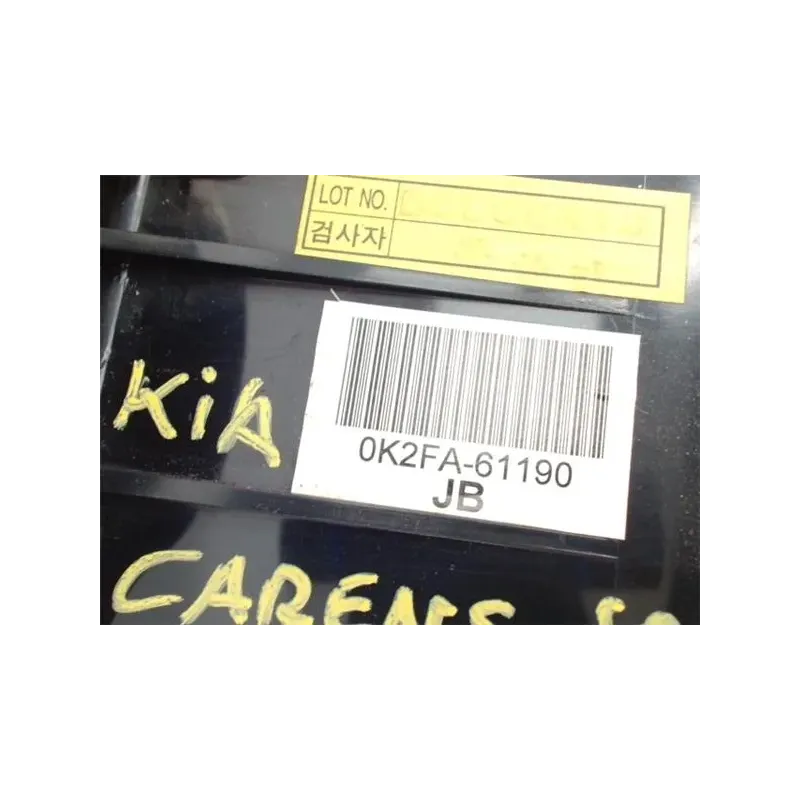 LOT NO.
검사자
0K2FA-61190
JB
KiA
CARENS